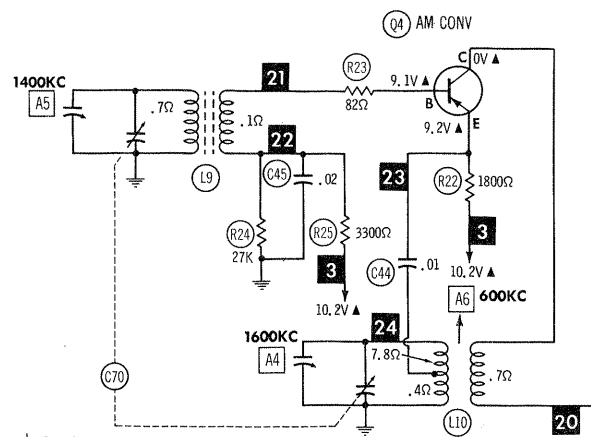 Q4 AM CONV
C 0V ▲
R23
21
9.1V ▲
1400KC
A5
.7Ω
82Ω
B
.1Ω
9.2V ▲ E
22
L9
C45
.02
23
R22
1800Ω
R24
R25
3300Ω
27K
3
C44
.01
3
10.2V ▲
10.2V ▲
A6 600KC
1600KC
24
A4
7.8Ω
C70
.4Ω
.7Ω
L10
20